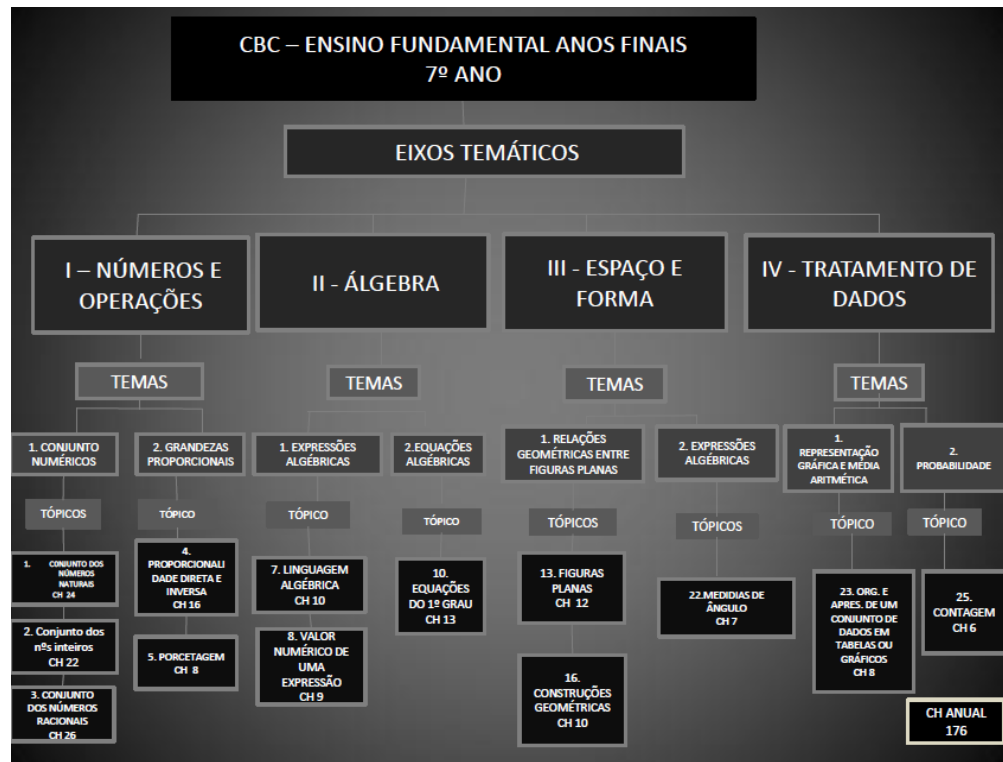 CBC – ENSINO FUNDAMENTAL ANOS FINAIS
7º ANO
EIXOS TEMÁTICOS
I – NÚMEROS E
OPERAÇÕES
II - ÁLGEBRA
III - ESPAÇO E
FORMA
IV - TRATAMENTO DE
DADOS
TEMAS
TEMAS
TEMAS
TEMAS
1. CONJUNTO
NUMÉRICOS
2. GRANDEZAS
PROPORCIONAIS
1. EXPRESSÕES
ALGÉBRICAS
2.EQUAÇÕES
ALGÉBRICAS
1. RELAÇÕES
GEOMÉTRICAS ENTRE
FIGURAS PLANAS
2. EXPRESSÕES
ALGÉBRICAS
1.
REPRESENTAÇÃO
GRÁFICA E MÉDIA
ARITMÉTICA
2.
PROBABILIDADE
TÓPICOS
TÓPICO
TÓPICO
TÓPICO
TÓPICOS
TÓPICOS
TÓPICO
TÓPICO
1. CONJUNTO DOS
NÚMEROS
NATURAIS
CH 24
4.
PROPORCIONALI
DADE DIRETA E
INVERSA
CH 16
7. LINGUAGEM
ALGÉBRICA
CH 10
10.
EQUAÇÕES
DO 1º GRAU
CH 13
13. FIGURAS
PLANAS
CH 12
22.MEDIDIAS DE
ÂNGULO
CH 7
23. ORG. E
APRES. DE UM
CONJUNTO DE
DADOS EM
TABELAS OU
GRÁFICOS
CH 8
25.
CONTAGEM
CH 6
2. Conjunto dos
nºs inteiros
CH 22
5. PORCETAGEM
CH 8
8. VALOR
NUMÉRICO DE
UMA
EXPRESSÃO
CH 9
16.
CONSTRUÇÕES
GEOMÉTRICAS
CH 10
3. CONJUNTO
DOS NÚMEROS
RACIONAIS
CH 26
CH ANUAL
176